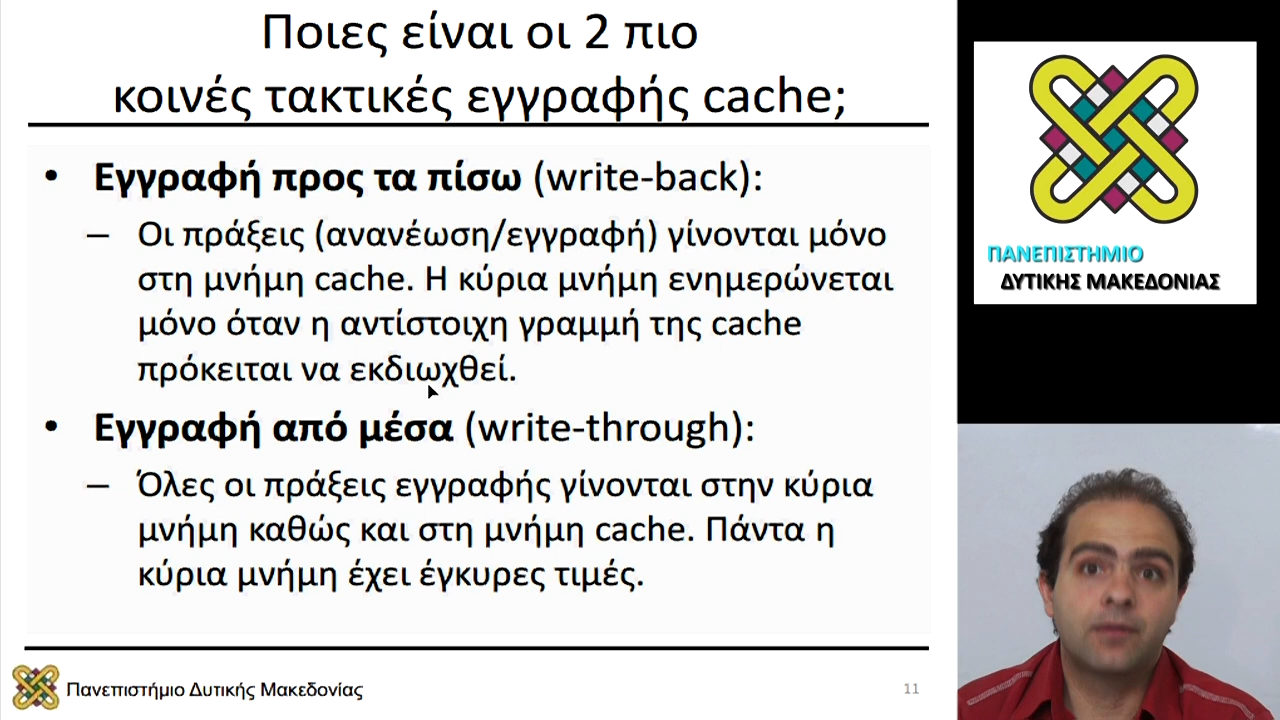 Ποιες είναι οι 2 πιο
κοινές τακτικές εγγραφής cache;
• Εγγραφή προς τα πίσω (write-back):
– Οι πράξεις (ανανέωση/εγγραφή) γίνονται μόνο
στη μνήμη cache. Η κύρια μνήμη ενημερώνεται
μόνο όταν η αντίστοιχη γραμμή της cache
πρόκειται να εκδιωχθεί.
• Εγγραφή από μέσα (write-through):
– Όλες οι πράξεις εγγραφής γίνονται στην κύρια
μνήμη καθώς και στη μνήμη cache. Πάντα η
κύρια μνήμη έχει έγκυρες τιμές.
Πανεπιστήμιο Δυτικής Μακεδονίας
11
ΠΑΝΕΠΙΣΤΗΜΙΟ
ΔΥΤΙΚΗΣ ΜΑΚΕΔΟΝΙΑΣ